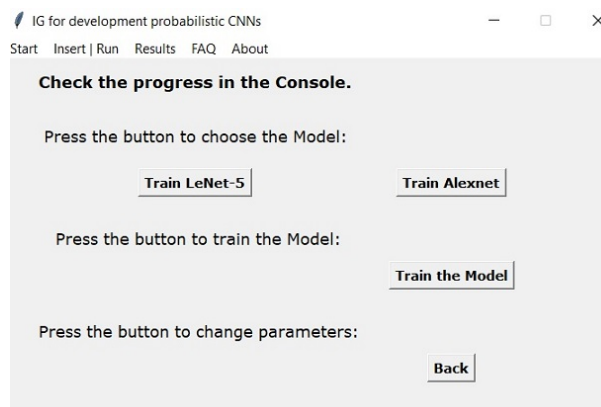 IG for development probabilistic CNNs
Start Insert | Run Results FAQ About
Check the progress in the Console.
Press the button to choose the Model:
Train LeNet-5 Train Alexnet
Press the button to train the Model:
Train the Model
Press the button to change parameters:
Back